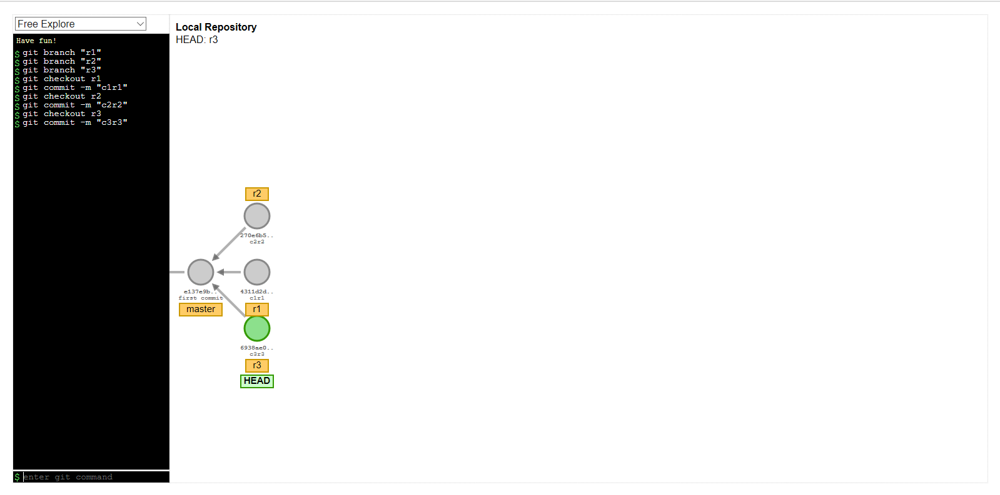 Free Explore
Have fun!
$ git branch "r1"
$ git branch "r2"
$ git branch "r3"
$ git checkout r1
$ git commit -m "c1r1"
$ git checkout r2
$ git commit -m "c2r2"
$ git checkout r3
$ git commit -m "c3r3"
$ enter git command
Local Repository
HEAD: r3
r2
270e6b5..
c2r2
e137e9b..
first commit
master
4311d2d..
c1r1
r1
6938ae0..
c3r3
r3
HEAD